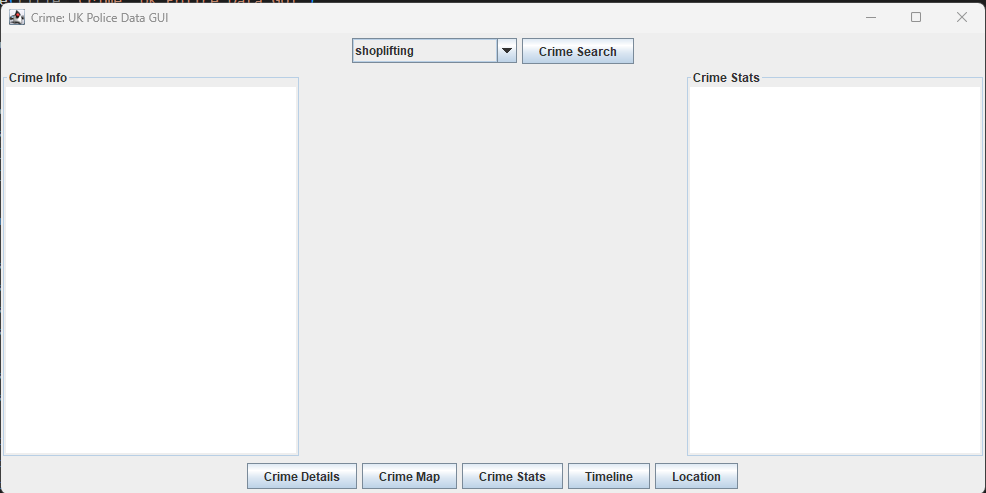 Crime: UK Police Data GUI
shoplifting
Crime Search
Crime Info
Crime Stats
Crime Details
Crime Map
Crime Stats
Timeline
Location